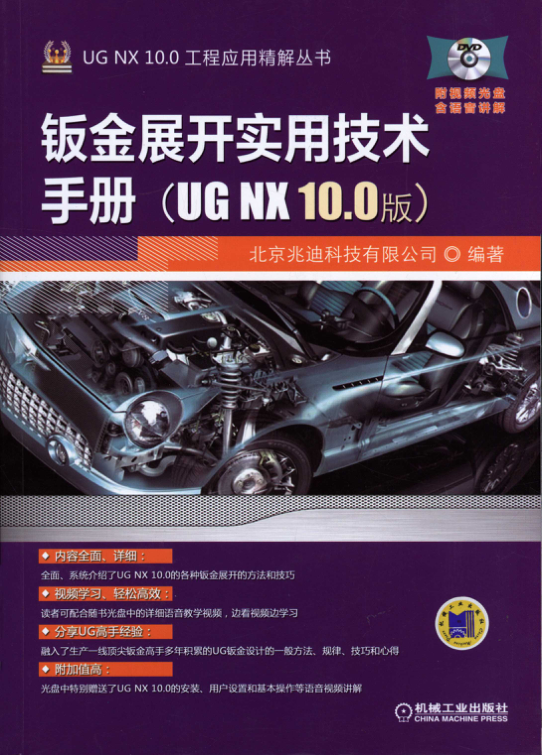 UG NX 10.0 工程应用精解丛书
DVD
附视频光盘
含语音讲解
钣金展开实用技术
手册（UG NX 10.0版）
北京兆迪科技有限公司 ◎ 编著
◆ 内容全面、详细：
全面、系统介绍了UG NX 10.0的各种钣金展开的方法和技巧
◆ 视频学习、轻松高效：
读者可配合随书光盘中的详细语音教学视频，边看视频边学习
◆ 分享UG高手经验：
融入了生产一线顶尖钣金高手多年积累的UG钣金设计的一般方法、规律、技巧和心得
◆ 附加值高：
光盘中特别赠送了UG NX 10.0的安装、用户设置和基本操作等语音视频讲解
机械工业出版社
CHINA MACHINE PRESS